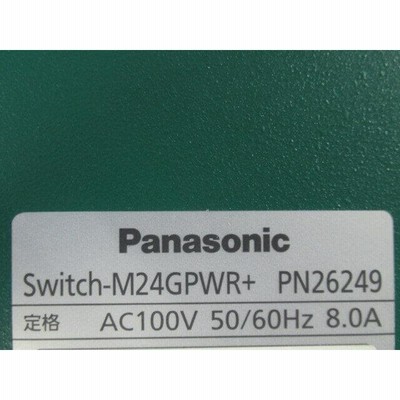 Panasonic
Switch-M24GPWR+ PN26249
定格 AC100V 50/60Hz 8.0A